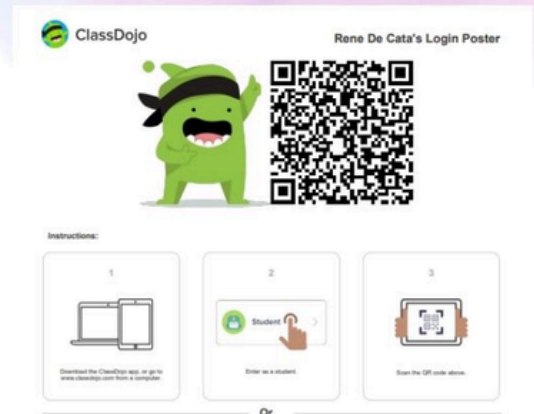 ClassDojo
Rene De Cata's Login Poster
Instructions:
1
Download the ClassDojo app, or go to
www.classdojo.com from a computer.
2
Student
Enter as a student.
3
Scan the QR code above.
Or